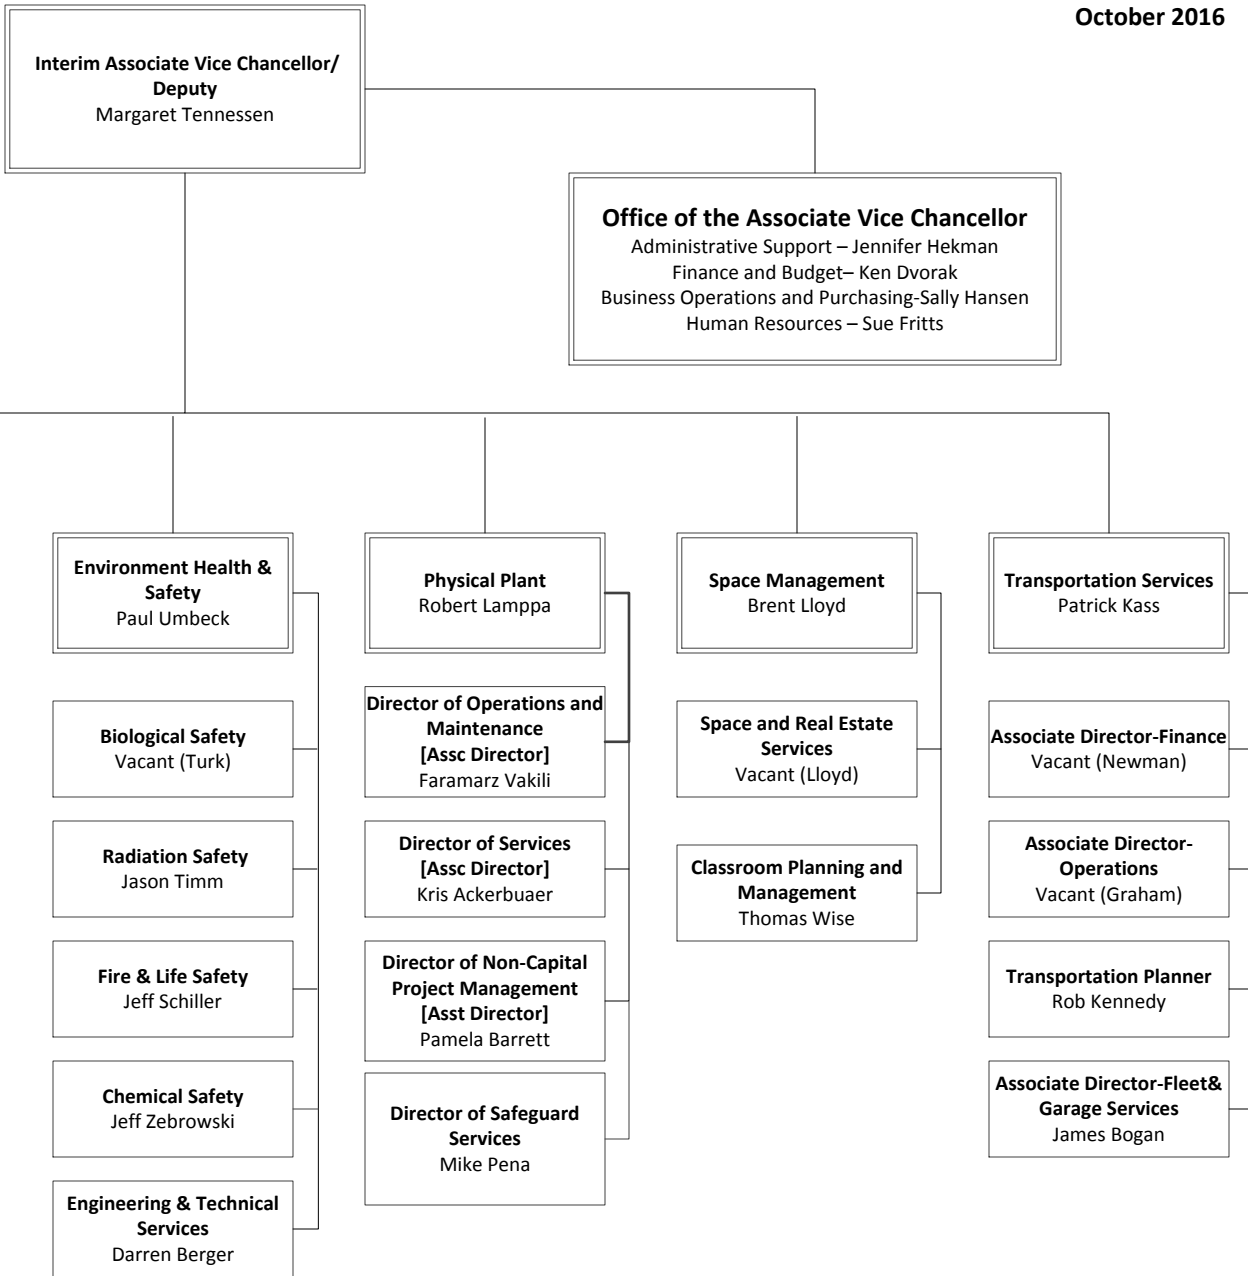 October 2016
Interim Associate Vice Chancellor/
Deputy
Margaret Tennessen
Office of the Associate Vice Chancellor
Administrative Support – Jennifer Hekman
Finance and Budget– Ken Dvorak
Business Operations and Purchasing-Sally Hansen
Human Resources – Sue Fritts
Environment Health &
Safety
Paul Umbeck
Biological Safety
Vacant (Turk)
Radiation Safety
Jason Timm
Fire & Life Safety
Jeff Schiller
Chemical Safety
Jeff Zebrowski
Engineering & Technical
Services
Darren Berger
Physical Plant
Robert Lamppa
Director of Operations and
Maintenance
[Assc Director]
Faramarz Vakili
Director of Services
[Assc Director]
Kris Ackerbuaer
Director of Non-Capital
Project Management
[Asst Director]
Pamela Barrett
Director of Safeguard
Services
Mike Pena
Space Management
Brent Lloyd
Space and Real Estate
Services
Vacant (Lloyd)
Classroom Planning and
Management
Thomas Wise
Transportation Services
Patrick Kass
Associate Director-Finance
Vacant (Newman)
Associate Director-
Operations
Vacant (Graham)
Transportation Planner
Rob Kennedy
Associate Director-Fleet&
Garage Services
James Bogan